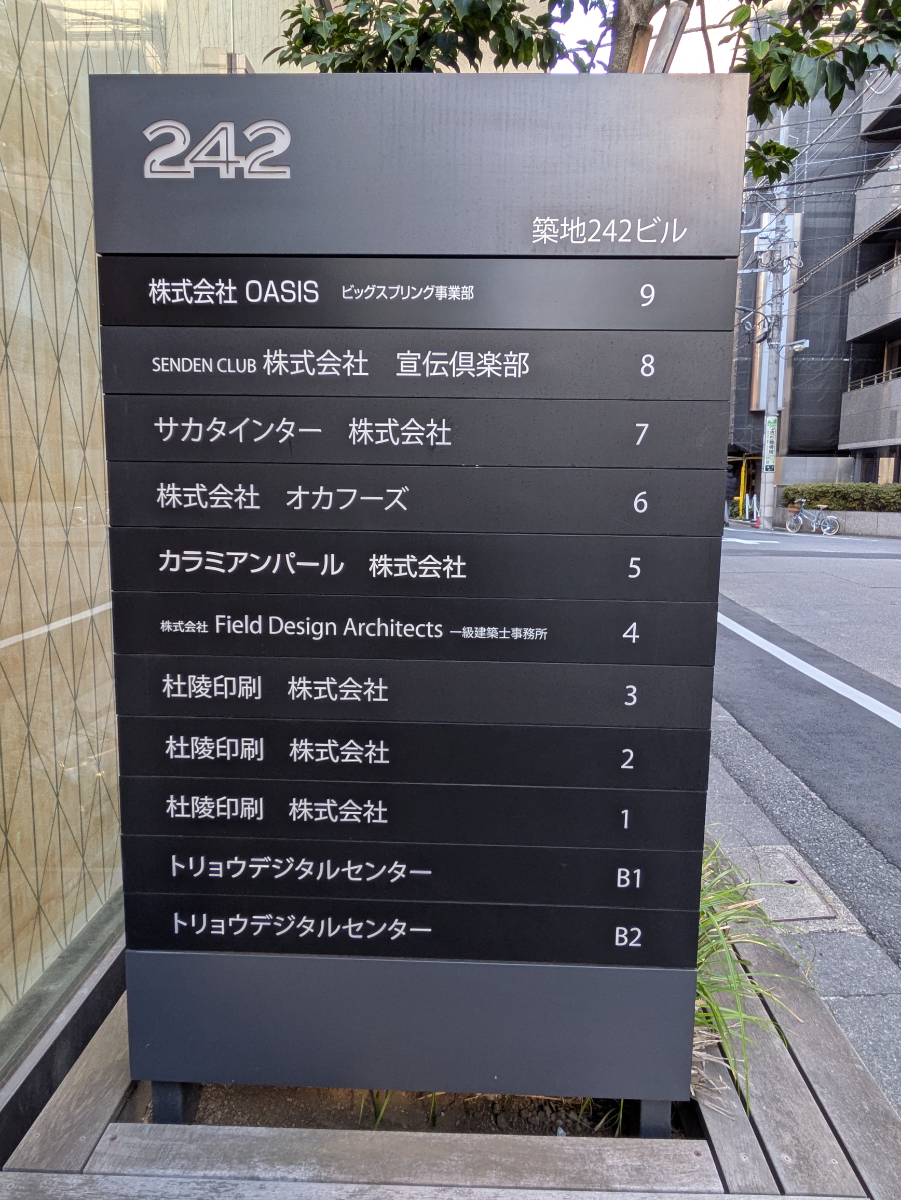 242
築地242ビル
株式会社 OASIS ビッグスプリング事業部 9
SENDEN CLUB 株式会社 宣伝倶楽部 8
サカタインター 株式会社 7
株式会社 オカフーズ 6
カラミアンパール 株式会社 5
株式会社 Field Design Architects 一級建築士事務所 4
杜陵印刷 株式会社 3
杜陵印刷 株式会社 2
杜陵印刷 株式会社 1
トリョウデジタルセンター B1
トリョウデジタルセンター B2